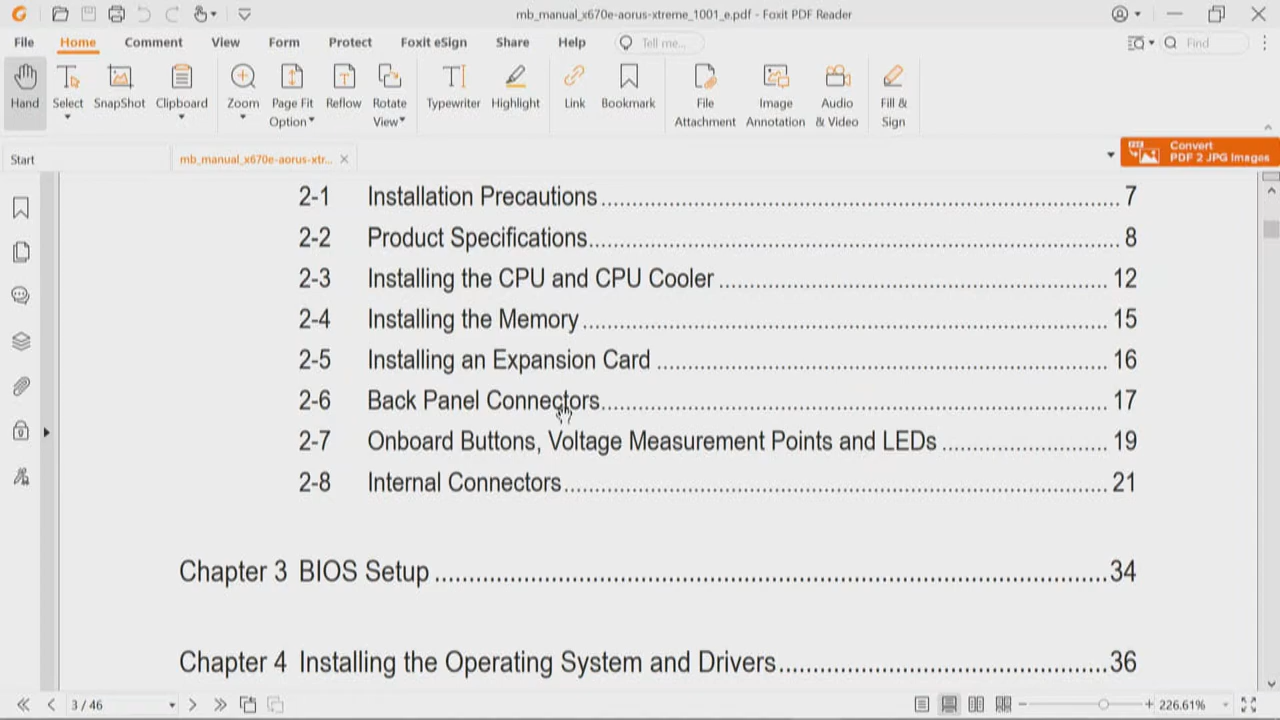 mb_manual_x670e-aorus-xtreme_1001_e.pdf - Foxit PDF Reader
File Home Comment View Form Protect Foxit eSign Share Help Tell me... Find
Hand Select SnapShot Clipboard Zoom Page Fit Option Reflow Rotate View Typewriter Highlight Link Bookmark File Attachment Image Annotation Audio & Video Fill & Sign
Start mb_manual_x670e-aorus-xtr... Convert
PDF 2 JPG Images
2-1 Installation Precautions 7
2-2 Product Specifications 8
2-3 Installing the CPU and CPU Cooler 12
2-4 Installing the Memory 15
2-5 Installing an Expansion Card 16
2-6 Back Panel Connectors 17
2-7 Onboard Buttons, Voltage Measurement Points and LEDs 19
2-8 Internal Connectors 21
Chapter 3 BIOS Setup 34
Chapter 4 Installing the Operating System and Drivers 36
3 / 46 226.61%